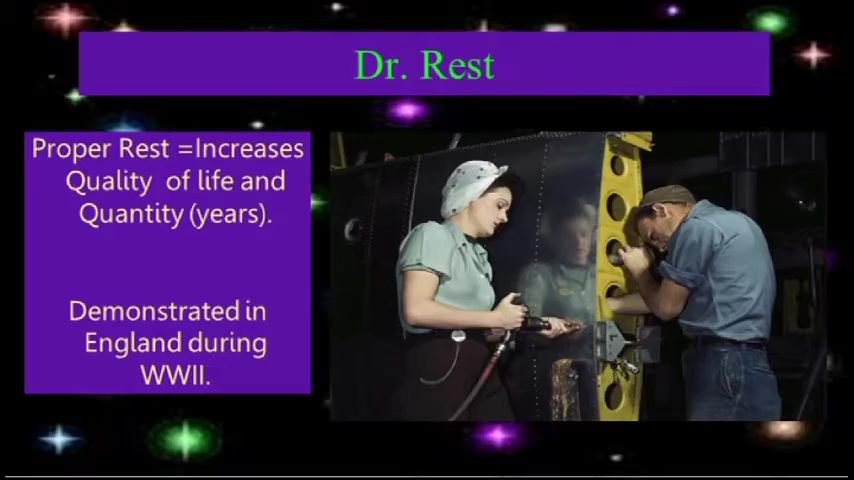 Dr. Rest
Proper Rest =Increases
Quality of life and
Quantity (years).
Demonstrated in
England during
WWII.